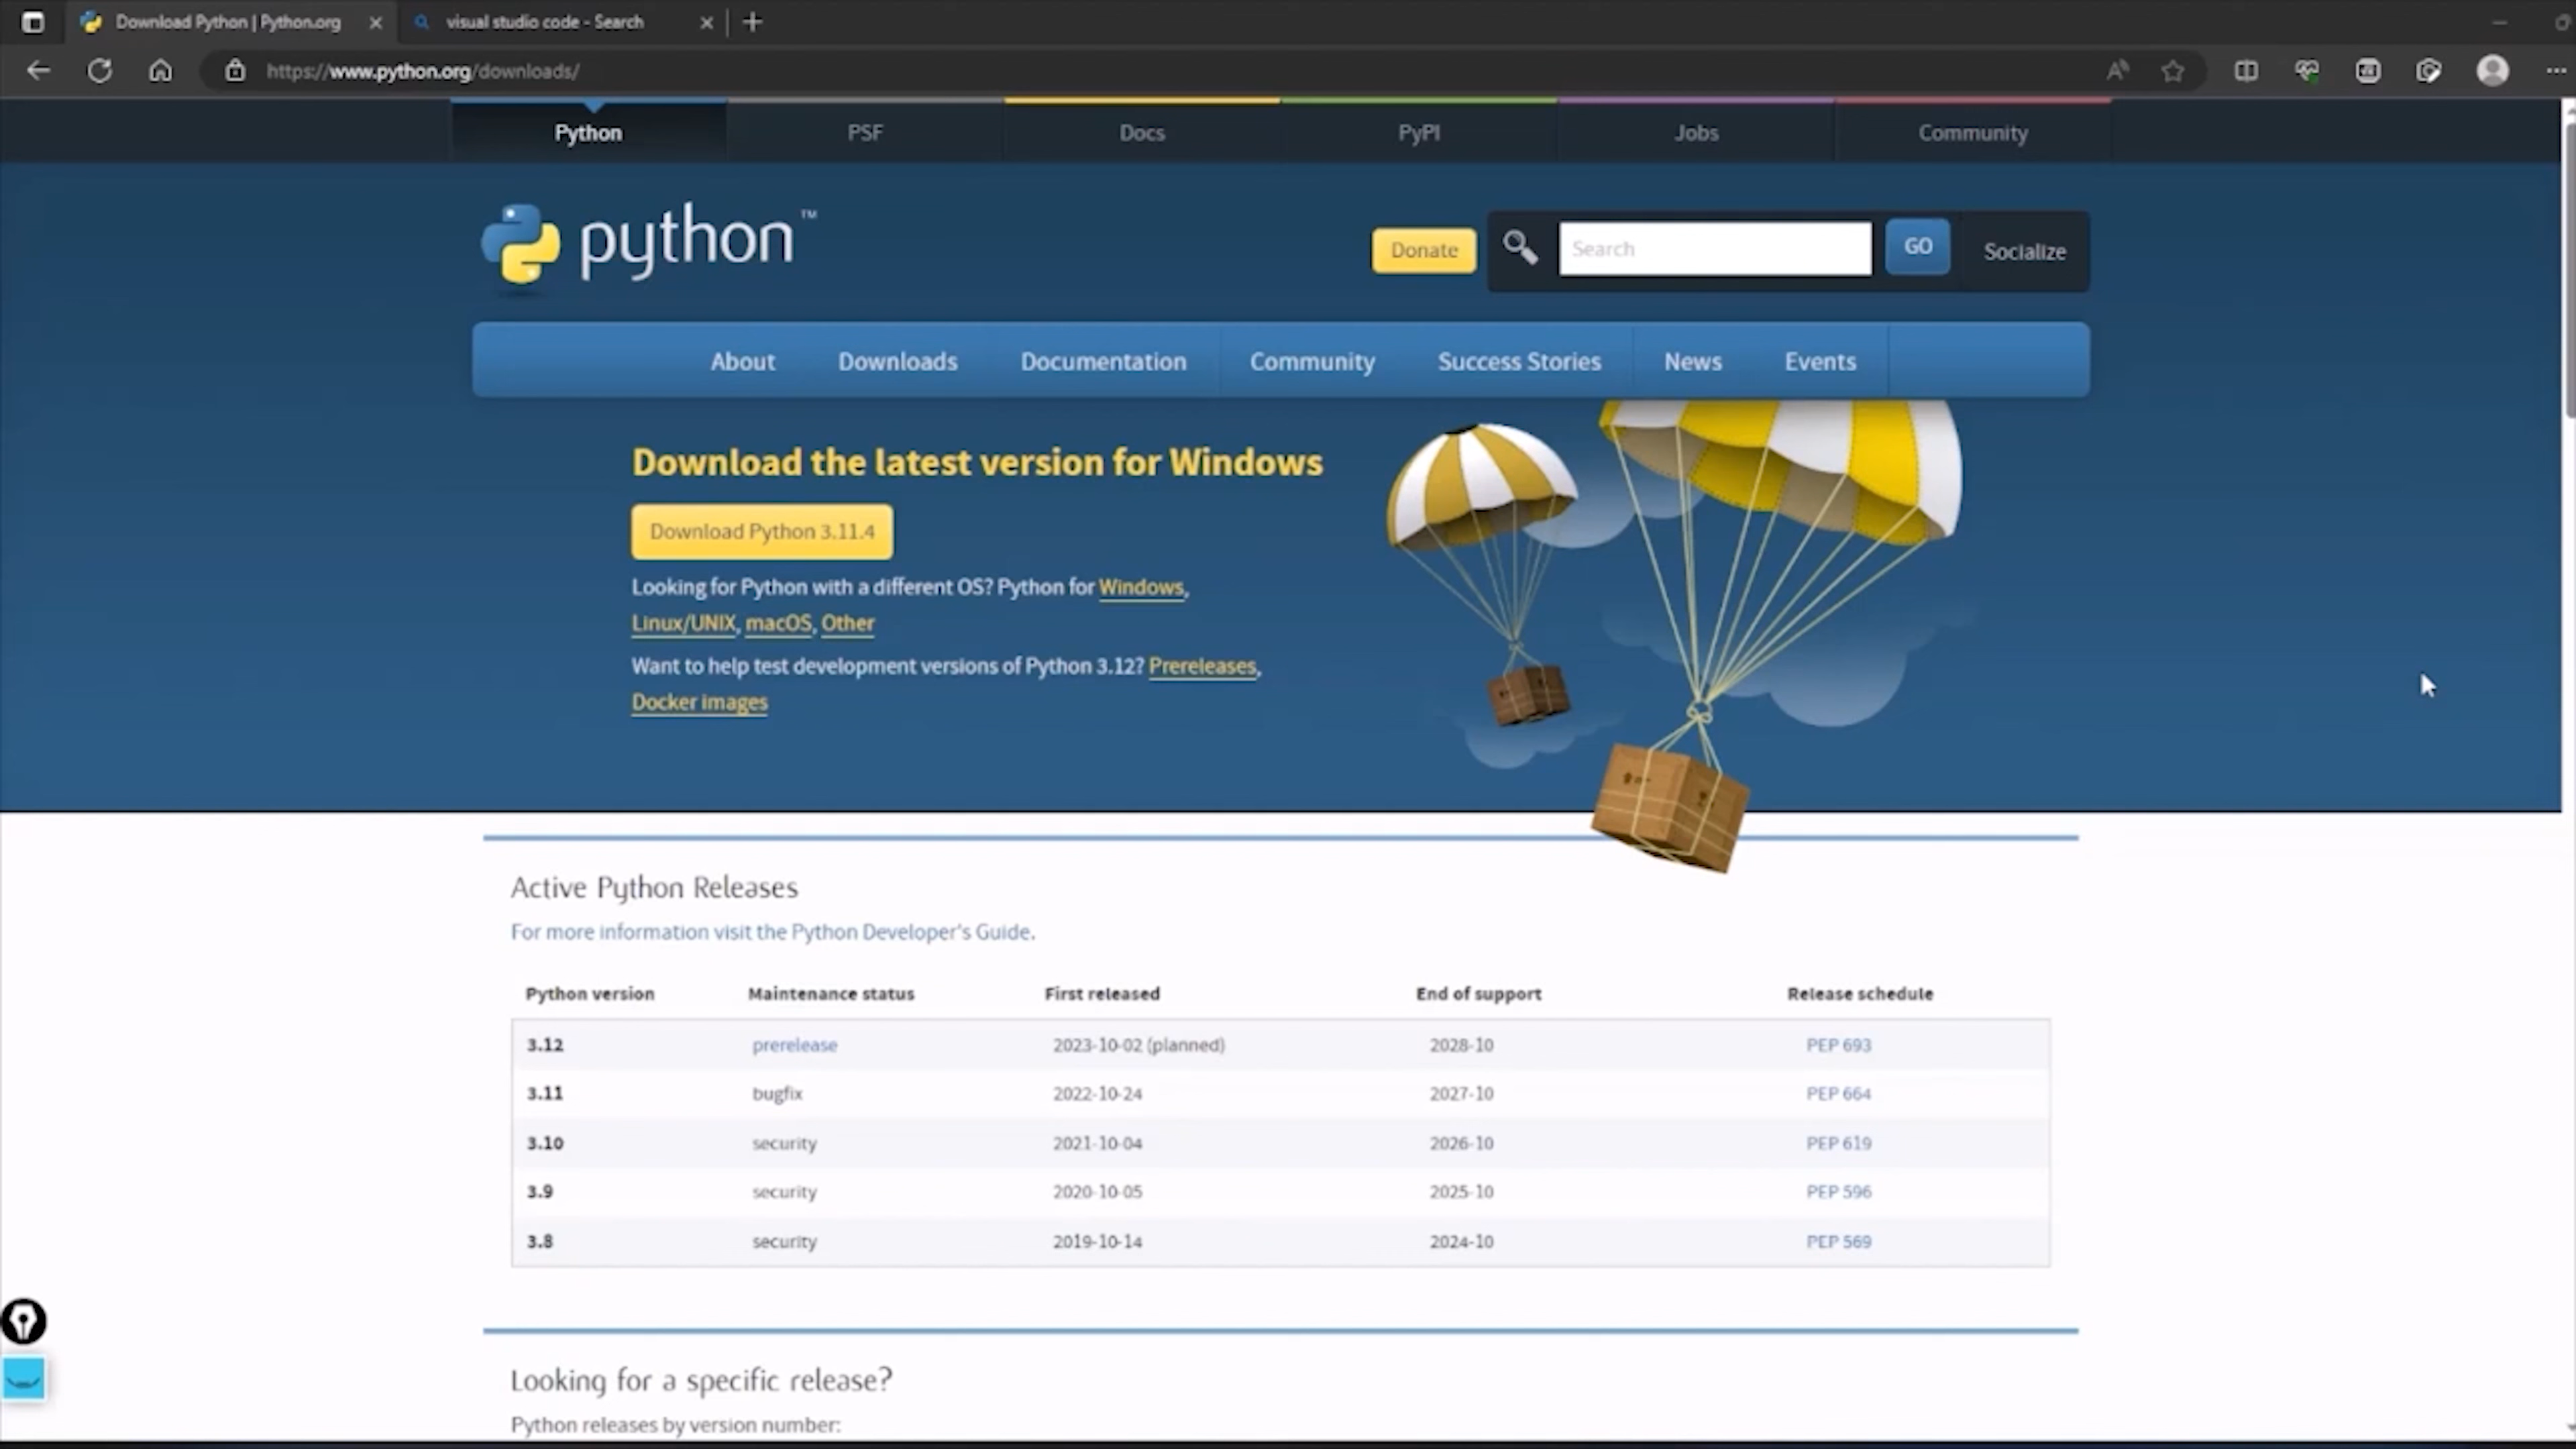 Download Python | Python.org
visual studio code - Search
https://www.python.org/downloads/
Python PSF Docs PyPI Jobs Community
python™
Donate Search GO Socialize
About Downloads Documentation Community Success Stories News Events
Download the latest version for Windows
Download Python 3.11.4
Looking for Python with a different OS? Python for Windows,
Linux/UNIX, macOS, Other
Want to help test development versions of Python 3.12? Prereleases,
Docker images
Active Python Releases
For more information visit the Python Developer's Guide.
Python version Maintenance status First released End of support Release schedule
3.12 prerelease 2023-10-02 (planned) 2028-10 PEP 693
3.11 bugfix 2022-10-24 2027-10 PEP 664
3.10 security 2021-10-04 2026-10 PEP 619
3.9 security 2020-10-05 2025-10 PEP 596
3.8 security 2019-10-14 2024-10 PEP 569
Looking for a specific release?
Python releases by version number: